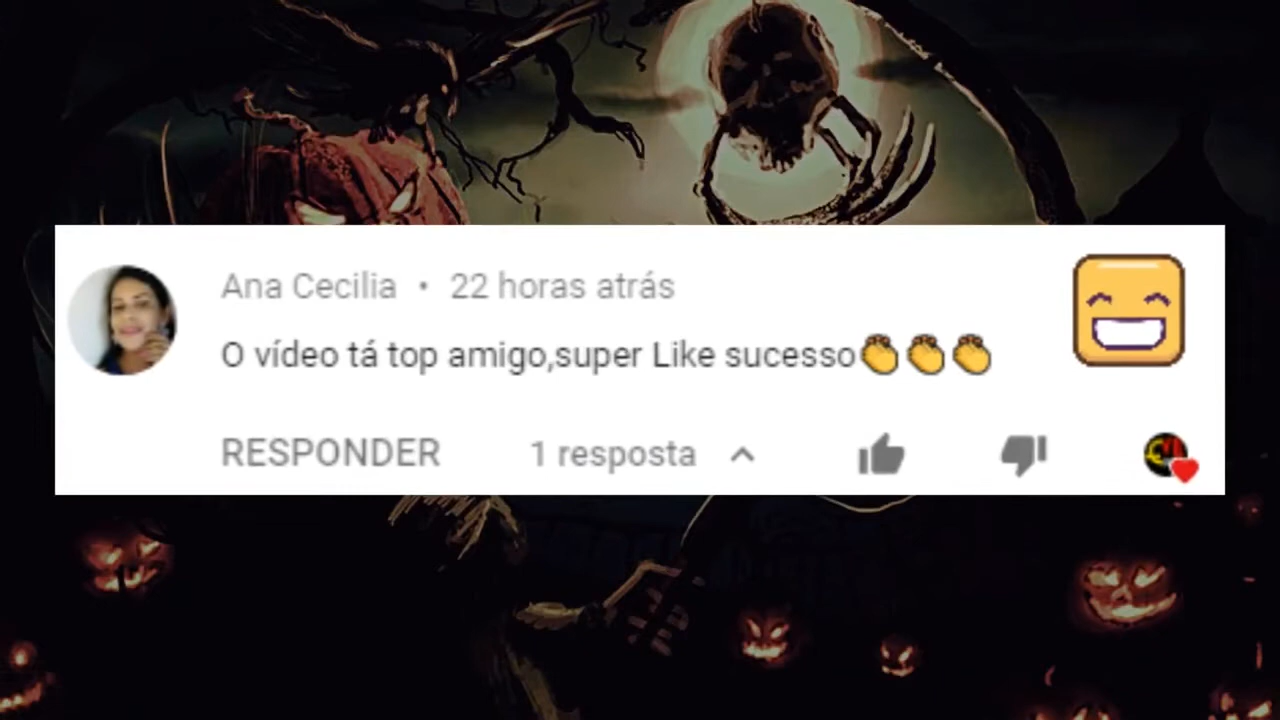 Ana Cecilia • 22 horas atrás
O vídeo tá top amigo,super Like sucesso👏👏👏
RESPONDER 1 resposta